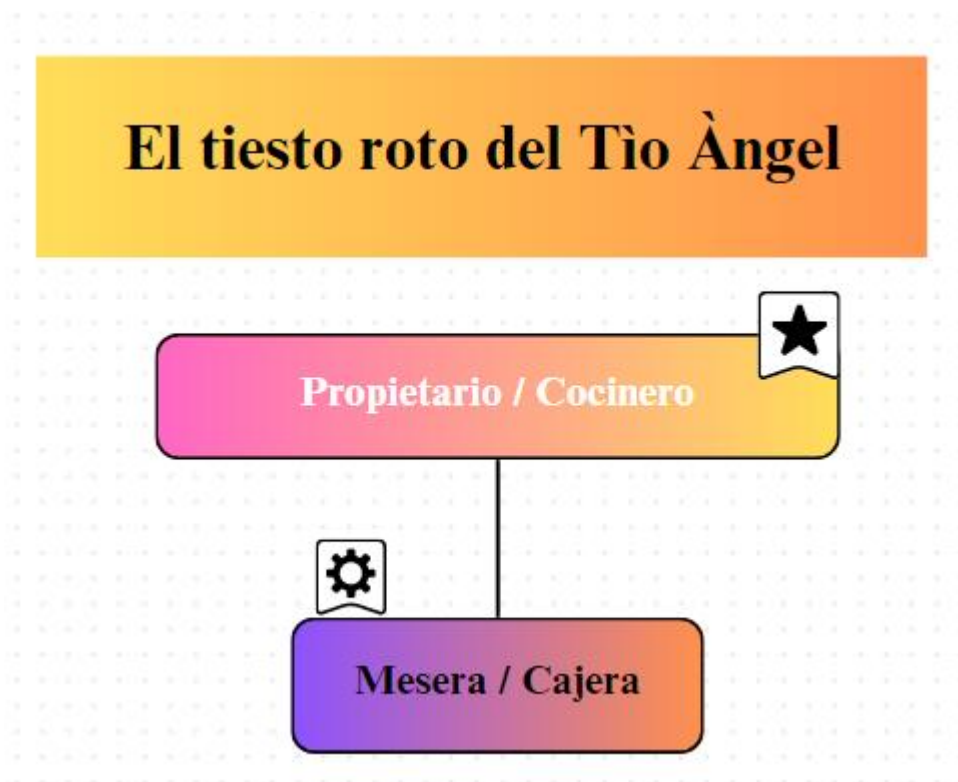 El tiesto roto del Tìo Àngel
Propietario / Cocinero
Mesera / Cajera